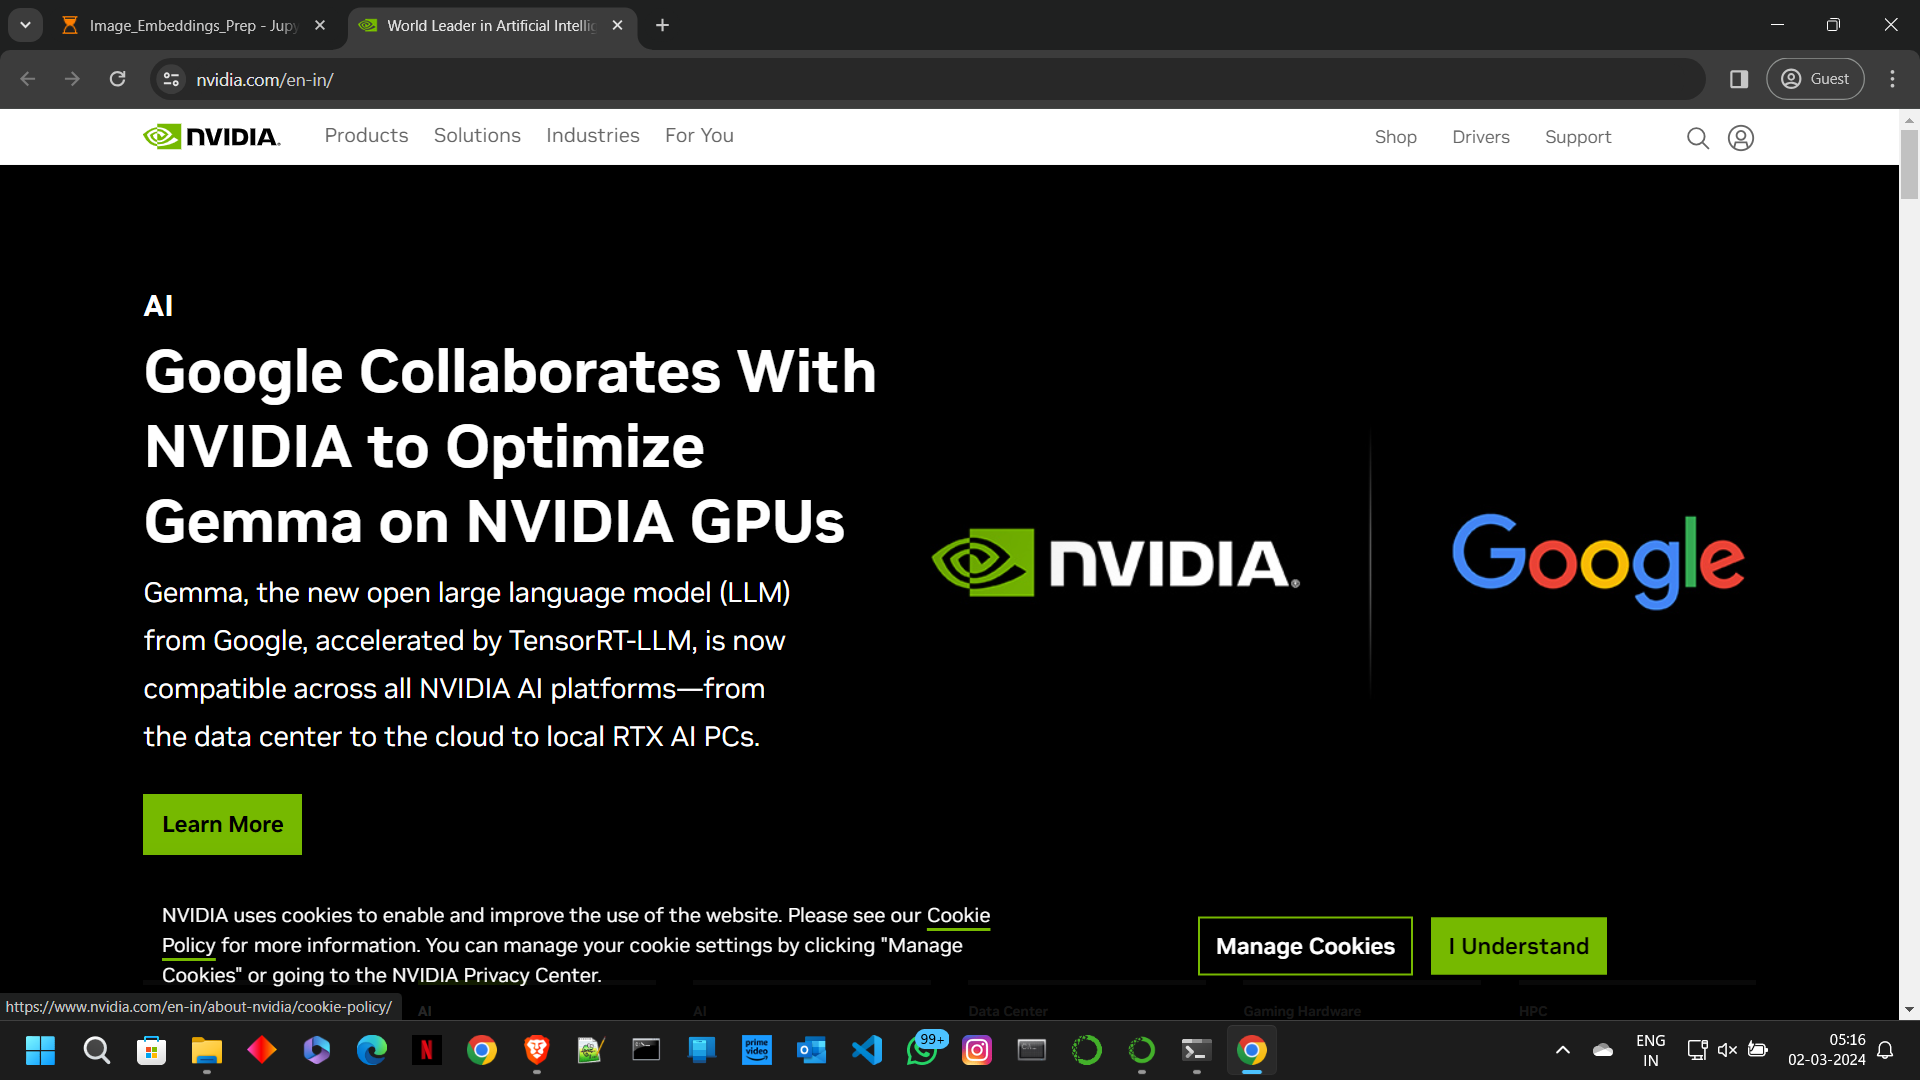 Image_Embeddings_Prep - Jupy
World Leader in Artificial Intellig
nvidia.com/en-in/
Guest
NVIDIA.
Products
Solutions
Industries
For You
Shop
Drivers
Support
AI
Google Collaborates With
NVIDIA to Optimize
Gemma on NVIDIA GPUs
Gemma, the new open large language model (LLM)
from Google, accelerated by TensorRT-LLM, is now
compatible across all NVIDIA AI platforms—from
the data center to the cloud to local RTX AI PCs.
Learn More
NVIDIA.
Google
NVIDIA uses cookies to enable and improve the use of the website. Please see our Cookie
Policy for more information. You can manage your cookie settings by clicking "Manage
Cookies" or going to the NVIDIA Privacy Center.
Manage Cookies
I Understand
https://www.nvidia.com/en-in/about-nvidia/cookie-policy/
AI
AI
Data Center
Gaming Hardware
HPC
N
prime
video
99+
ENG
IN
05:16
02-03-2024